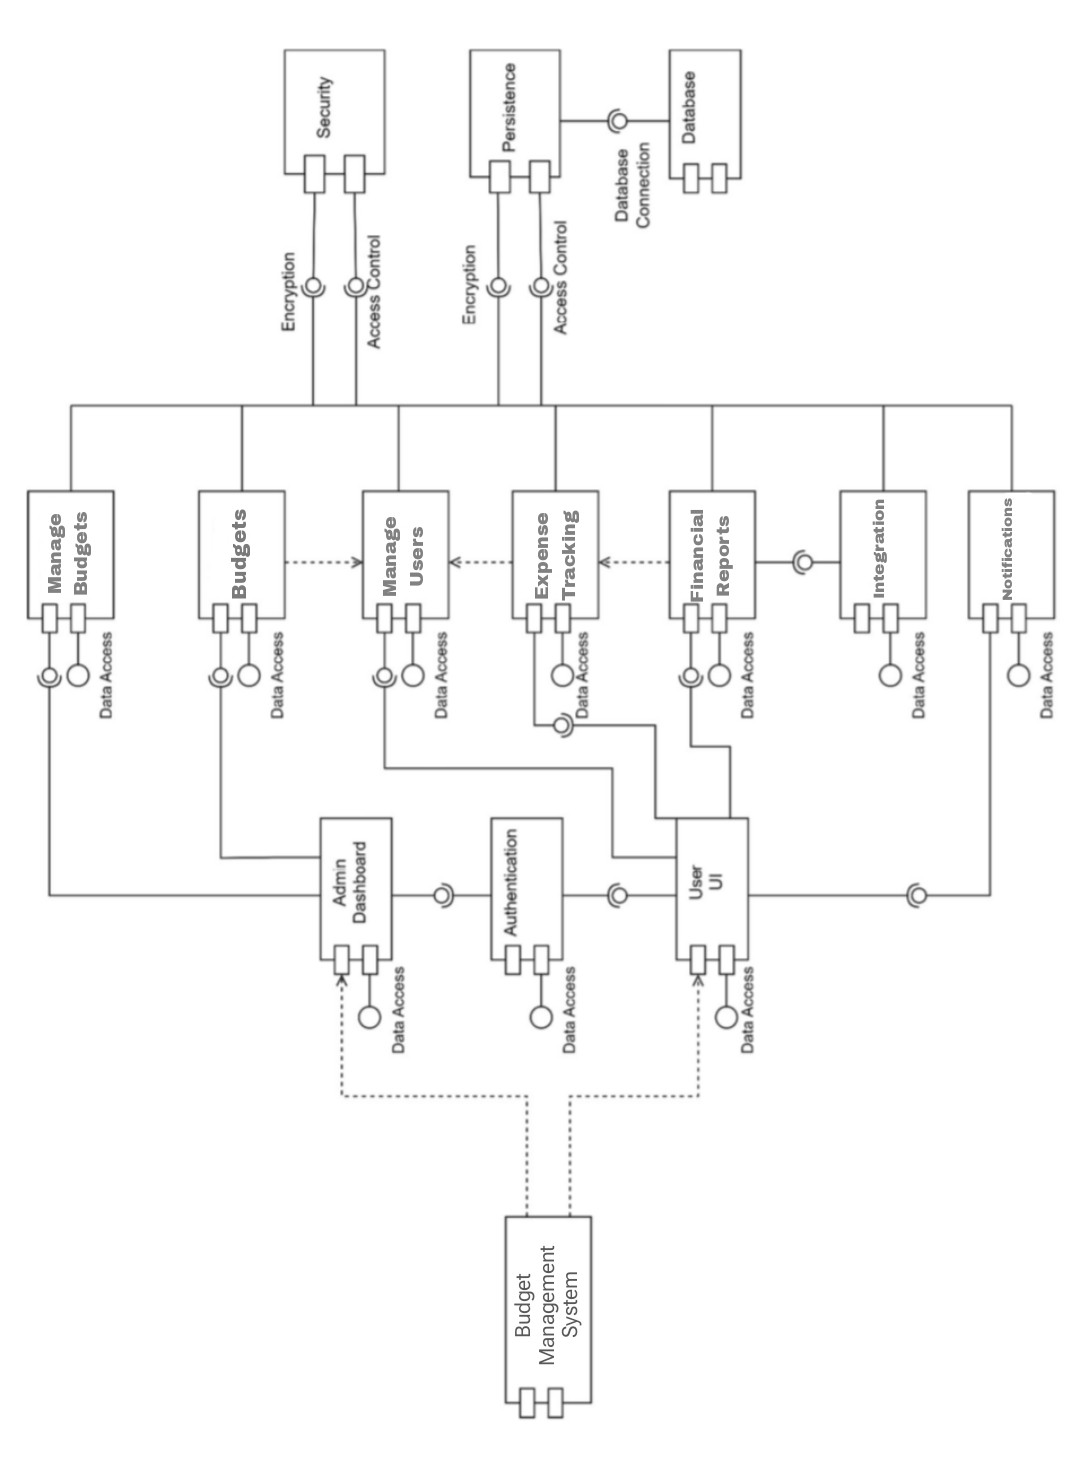 Security
Persistence
Database
Database
Connection
Encryption
Access Control
Encryption
Access Control
Manage
Budgets
Budgets
Manage
Users
Expense
Tracking
Financial
Reports
Integration
Notifications
Data Access
Data Access
Data Access
Data Access
Data Access
Data Access
Data Access
Admin
Dashboard
Authentication
User
UI
Data Access
Data Access
Data Access
Budget
Management
System